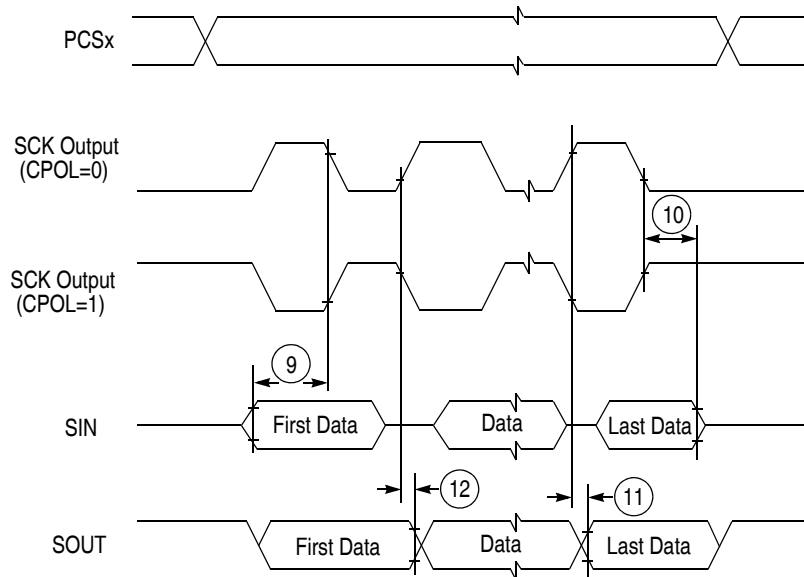 PCSx
SCK Output
(CPOL=0)
10
SCK Output
(CPOL=1)
9
SIN
First Data
Data
Last Data
12
11
SOUT
First Data
Data
Last Data